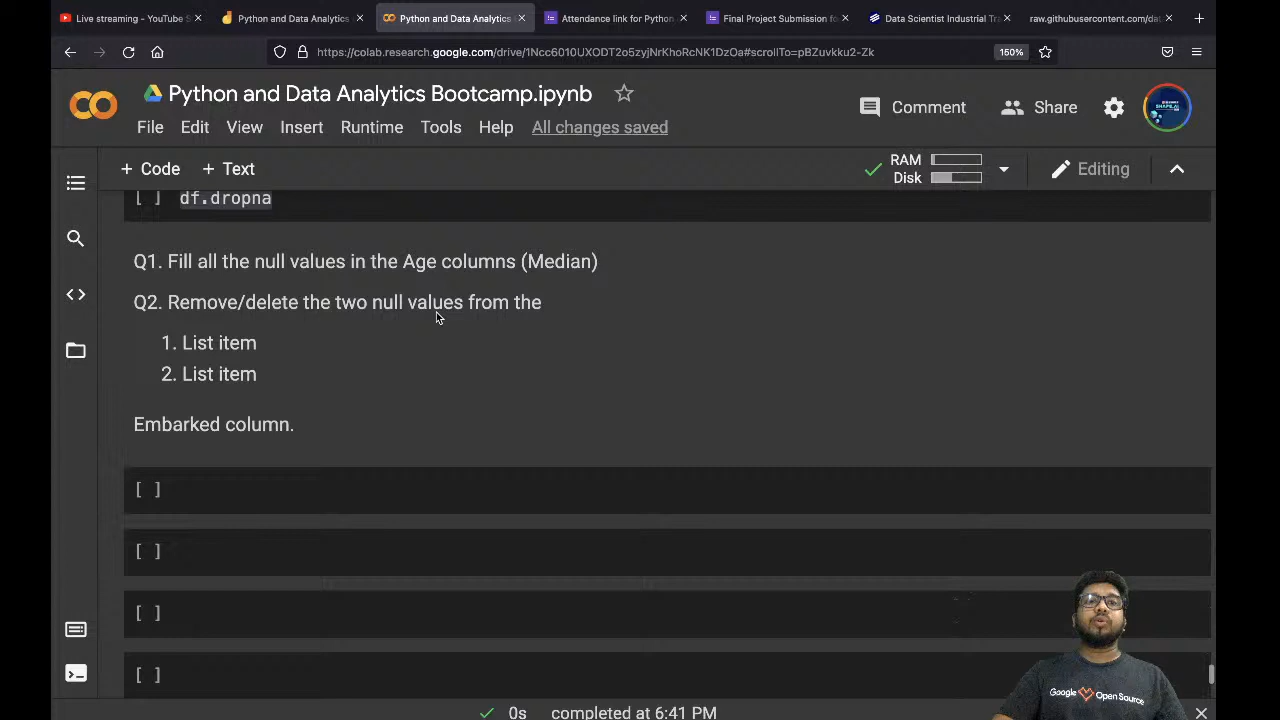 Live streaming - YouTube S
Python and Data Analytics
Python and Data Analytics
Attendance link for Python
Final Project Submission fo
Data Scientist Industrial Tra
raw.githubusercontent.com/dat
https://colab.research.google.com/drive/1Ncc6010UXODT2o5zyjNrKhoRcNK1DzOa#scrollTo=pBZuvkku2-Zk
150%
Python and Data Analytics Bootcamp.ipynb
Comment
Share
File Edit View Insert Runtime Tools Help All changes saved
+ Code + Text
RAM
Disk
Editing
[ ] df.dropna
Q1. Fill all the null values in the Age columns (Median)
Q2. Remove/delete the two null values from the
1. List item
2. List item
Embarked column.
[ ]
[ ]
[ ]
[ ]
Google Open Source
0s completed at 6:41 PM